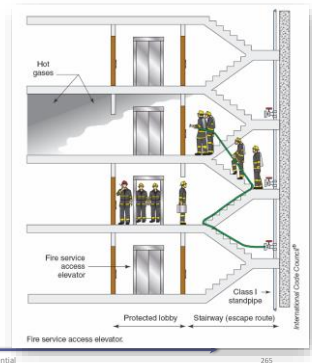 Hot
gases
Fire service
access
elevator
Class I
standpipe
Protected lobby
Stairway (escape route)
International Code Council®
Fire service access elevator.
ential
265